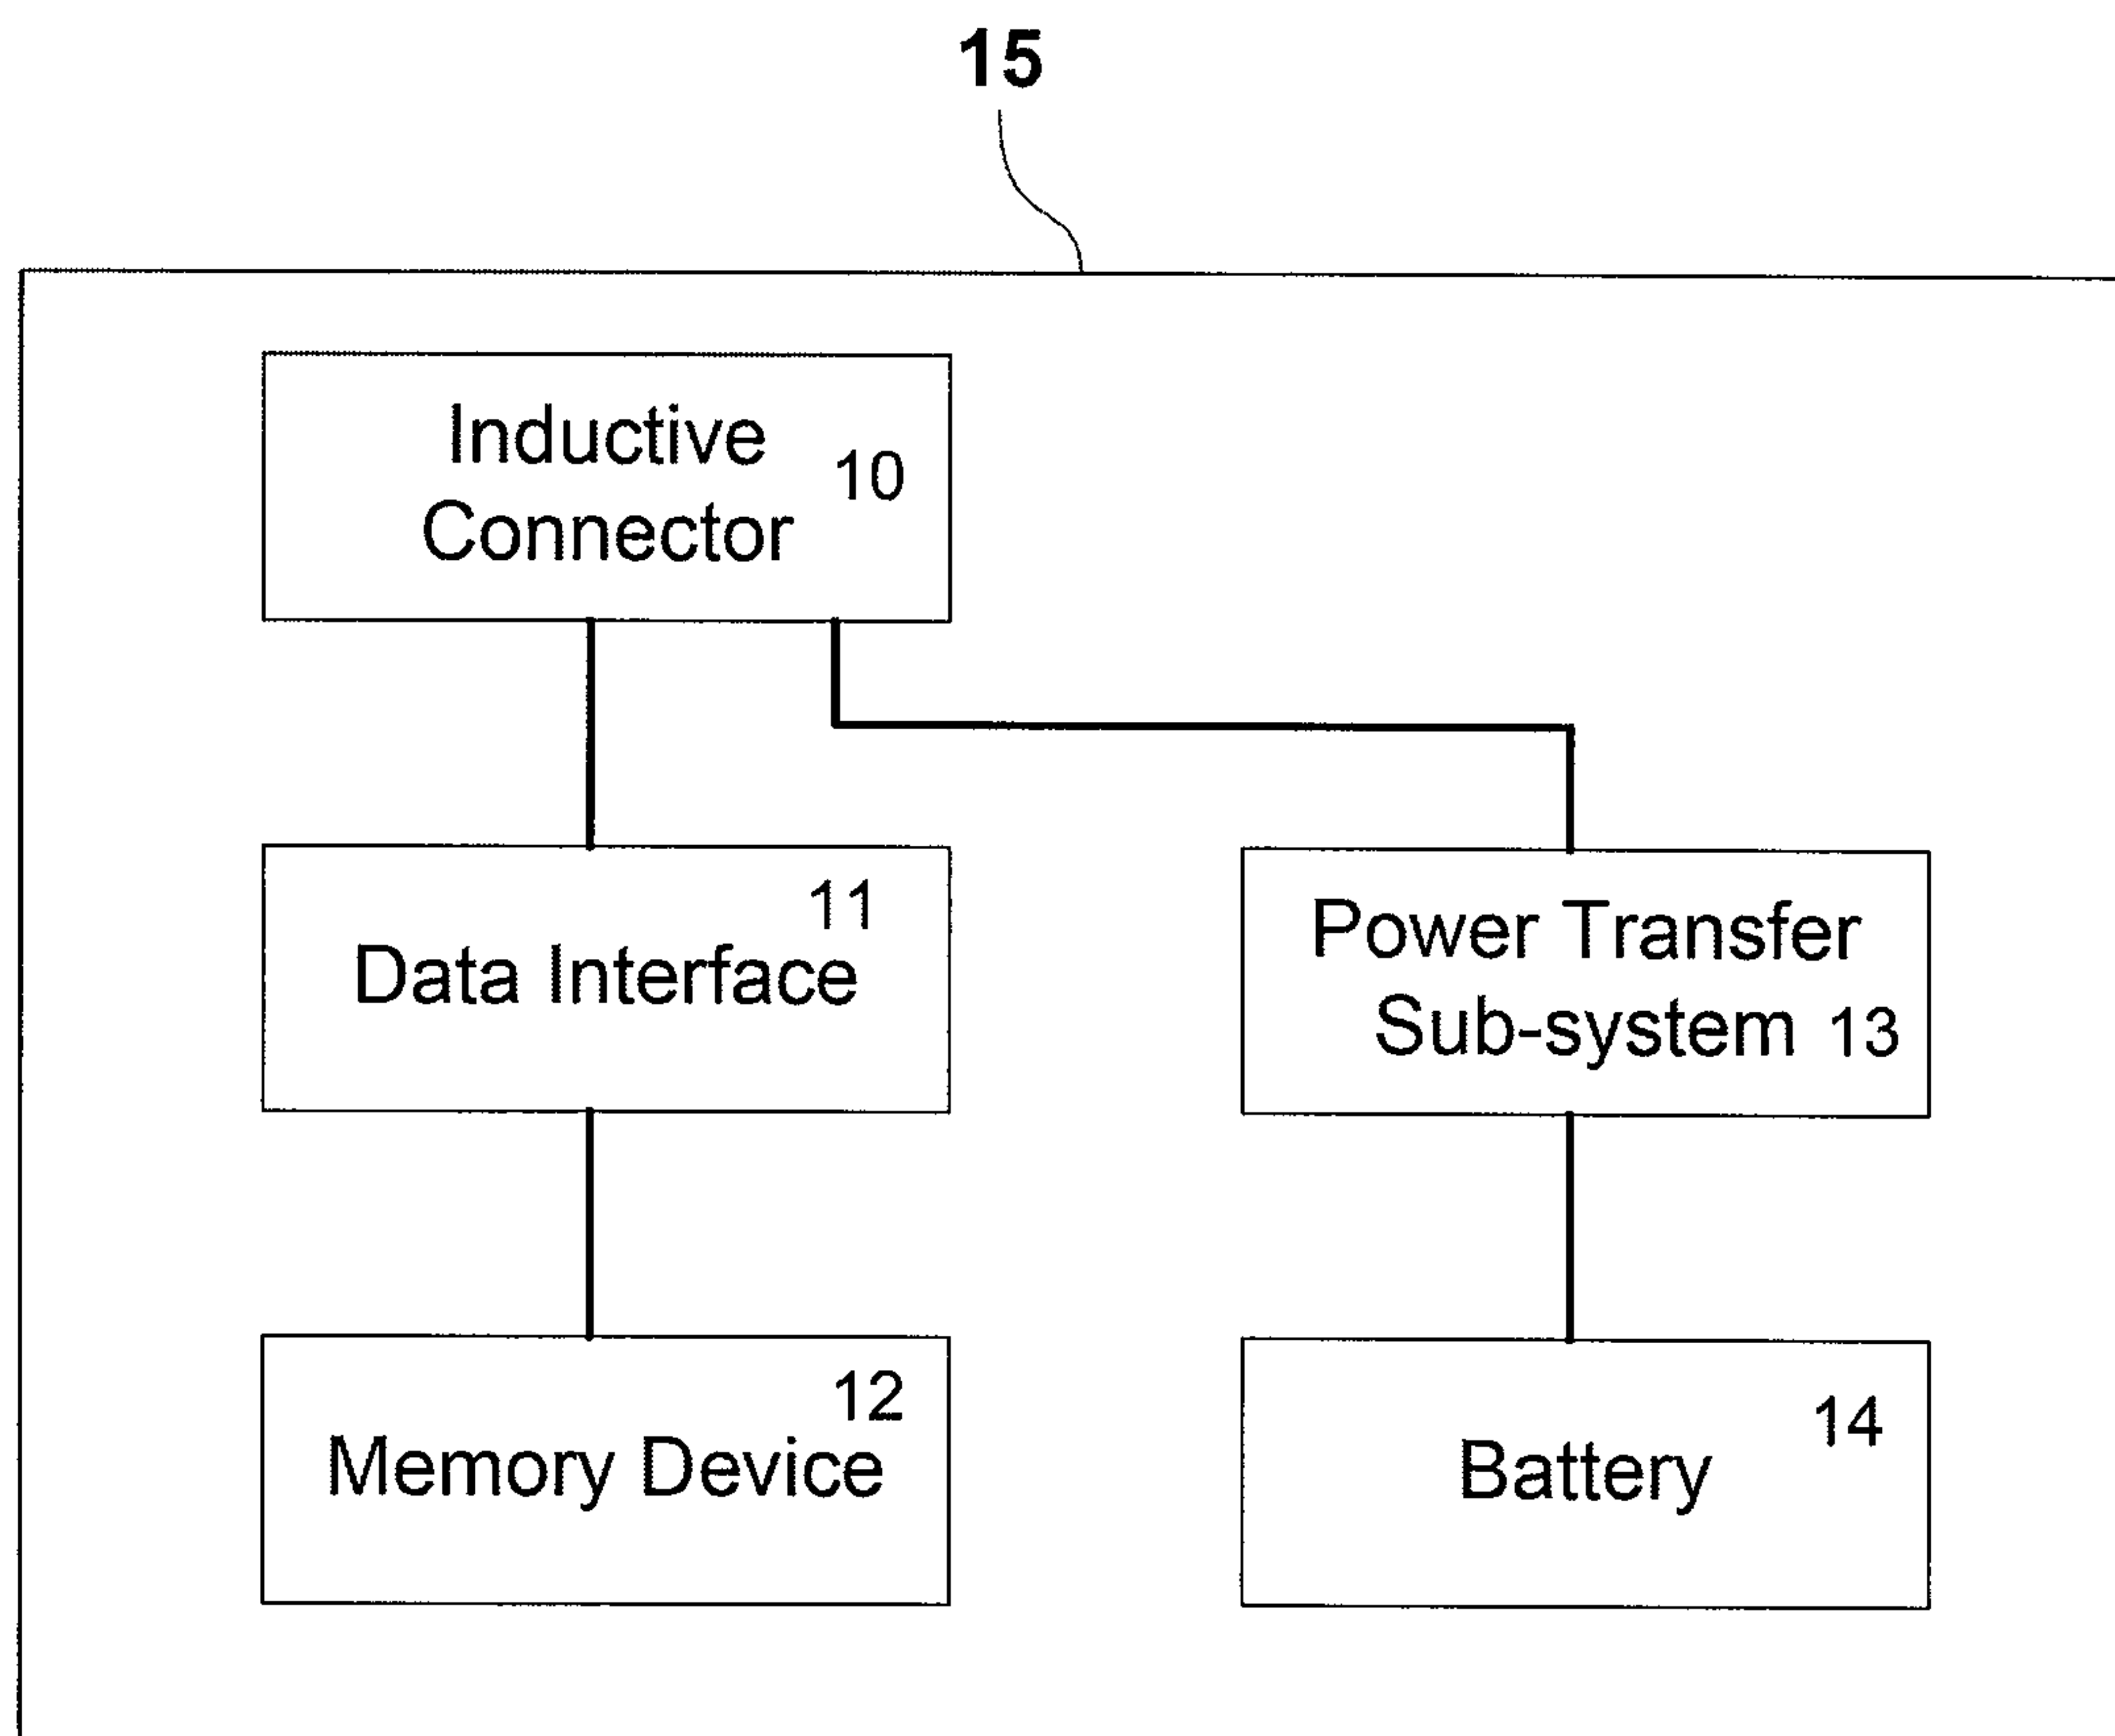 15
Inductive
10
Connector
11
Data Interface
Power Transfer
Sub-system 13
12
Memory Device
14
Battery